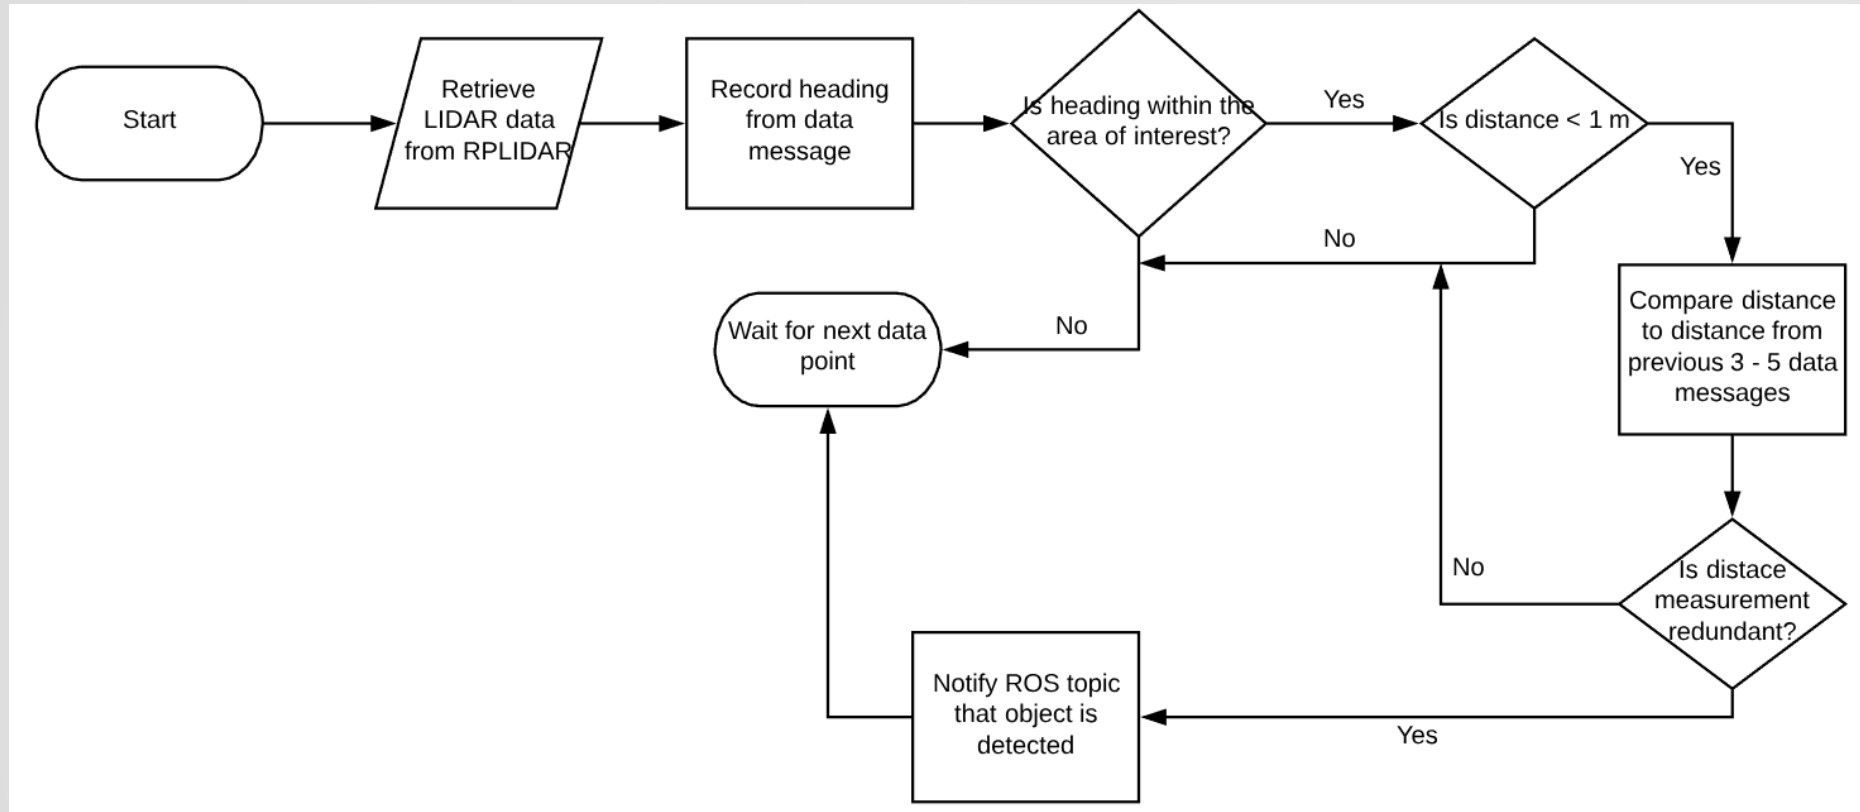 Start
Retrieve
LIDAR data
from RPLIDAR
Record heading
from data
message
Is heading within the
area of interest?
Yes
Is distance < 1 m
Yes
No
Compare distance
to distance from
previous 3 - 5 data
messages
Wait for next data
point
No
Is distace
measurement
redundant?
No
Yes
Notify ROS topic
that object is
detected